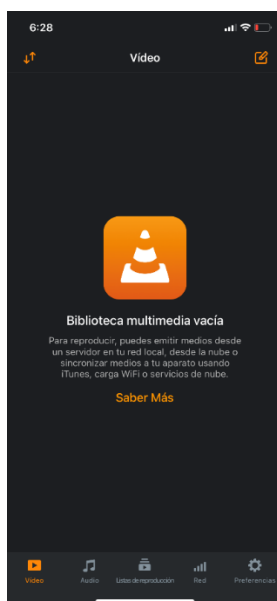 6:28
Vídeo
Biblioteca multimedia vacía
Para reproducir, puedes emitir medios desde
un servidor en tu red local, desde la nube o
sincronizar medios a tu aparato usando
iTunes, carga WiFi o servicios de nube.
Saber Más
Vídeo Audio Listas de reproducción Red Preferencias